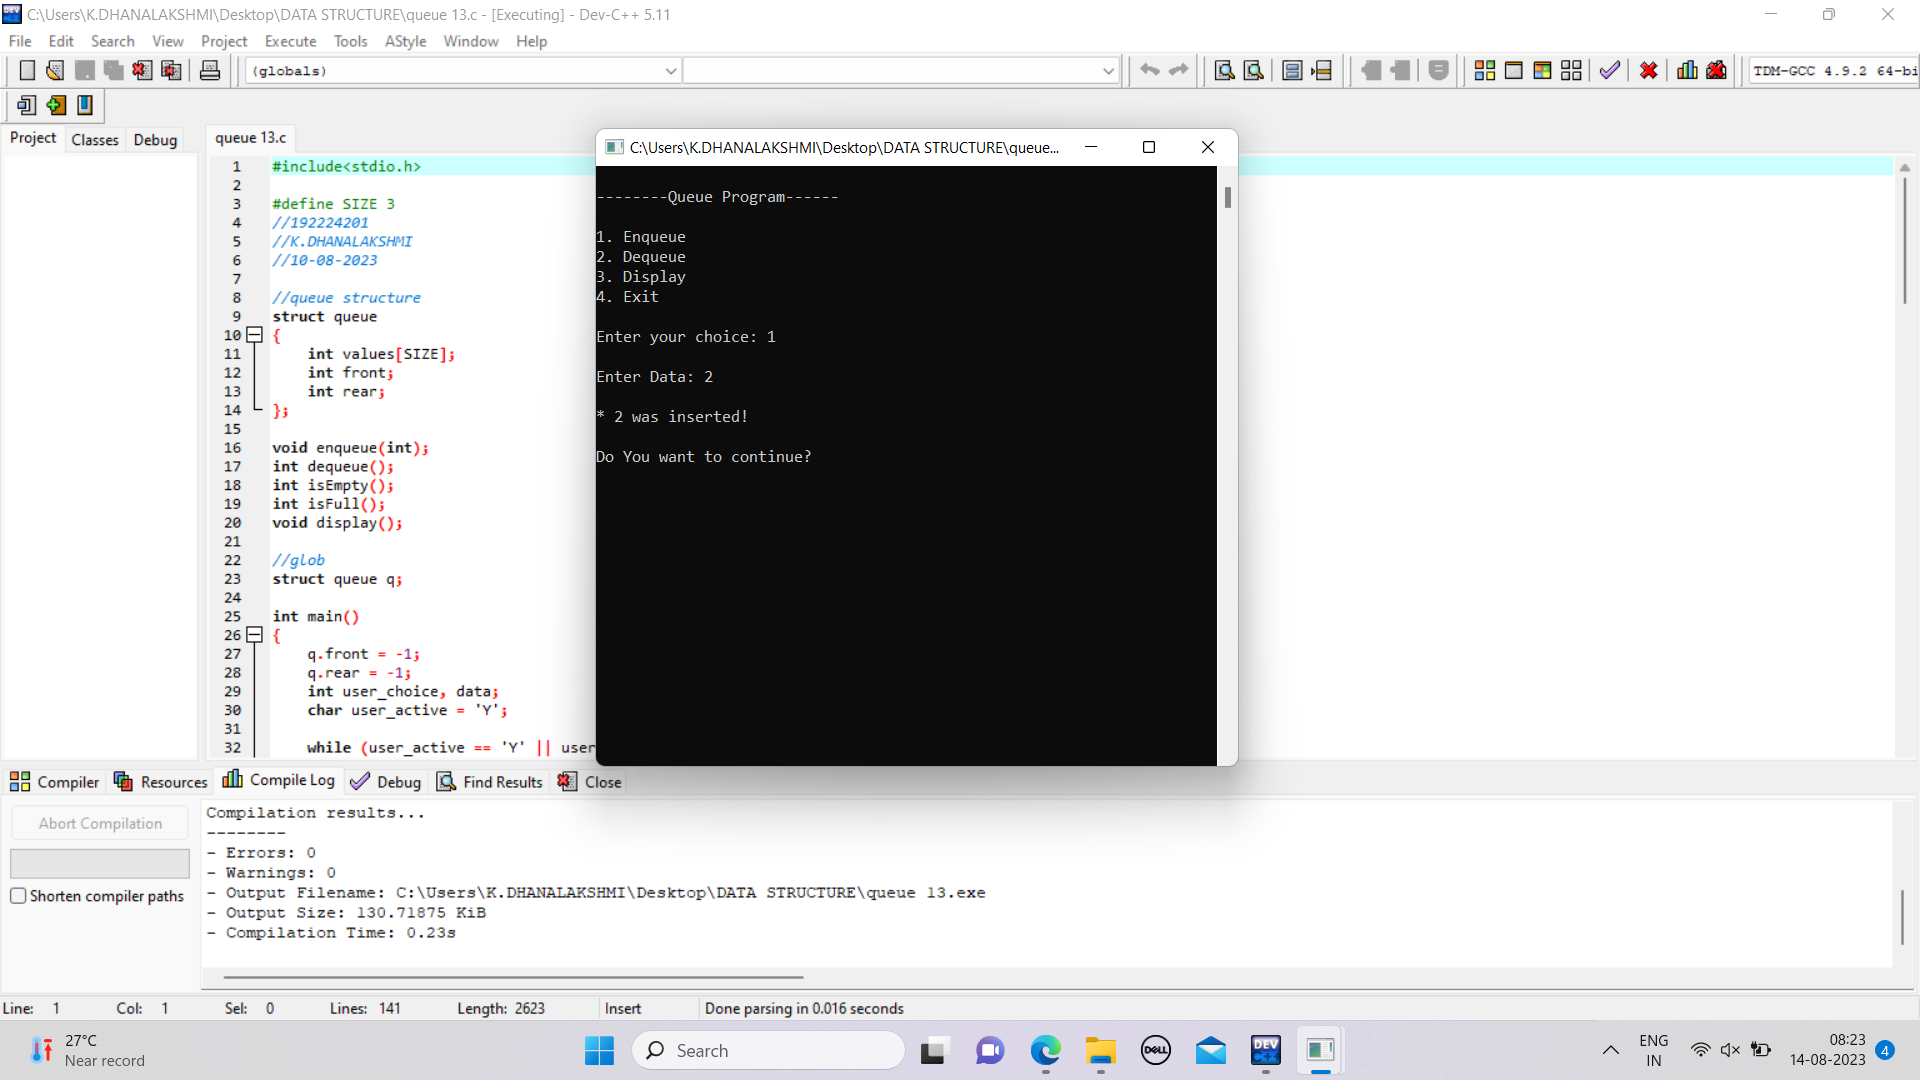 C:\Users\K.DHANALAKSHMI\Desktop\DATA STRUCTURE\queue 13.c - [Executing] - Dev-C++ 5.11
File Edit Search View Project Execute Tools AStyle Window Help
(globals)
TDM-GCC 4.9.2 64-bi
Project Classes Debug
queue 13.c
1 #include<stdio.h>
2
3 #define SIZE 3
4 //192224201
5 //K.DHANALAKSHMI
6 //10-08-2023
7
8 //queue structure
9 struct queue
10 {
11 int values[SIZE];
12 int front;
13 int rear;
14 };
15
16 void enqueue(int);
17 int dequeue();
18 int isEmpty();
19 int isFull();
20 void display();
21
22 //glob
23 struct queue q;
24
25 int main()
26 {
27 q.front = -1;
28 q.rear = -1;
29 int user_choice, data;
30 char user_active = 'Y';
31
32 while (user_active == 'Y' || user
C:\Users\K.DHANALAKSHMI\Desktop\DATA STRUCTURE\queue...
--------Queue Program------
1. Enqueue
2. Dequeue
3. Display
4. Exit
Enter your choice: 1
Enter Data: 2
* 2 was inserted!
Do You want to continue?
Compiler Resources Compile Log Debug Find Results Close
Abort Compilation
Shorten compiler paths
Compilation results...
--------
- Errors: 0
- Warnings: 0
- Output Filename: C:\Users\K.DHANALAKSHMI\Desktop\DATA STRUCTURE\queue 13.exe
- Output Size: 130.71875 KiB
- Compilation Time: 0.23s
Line: 1 Col: 1 Sel: 0 Lines: 141 Length: 2623 Insert Done parsing in 0.016 seconds
27°C
Near record
Search
DELL
DEV
C++
ENG
IN
08:23
14-08-2023
4